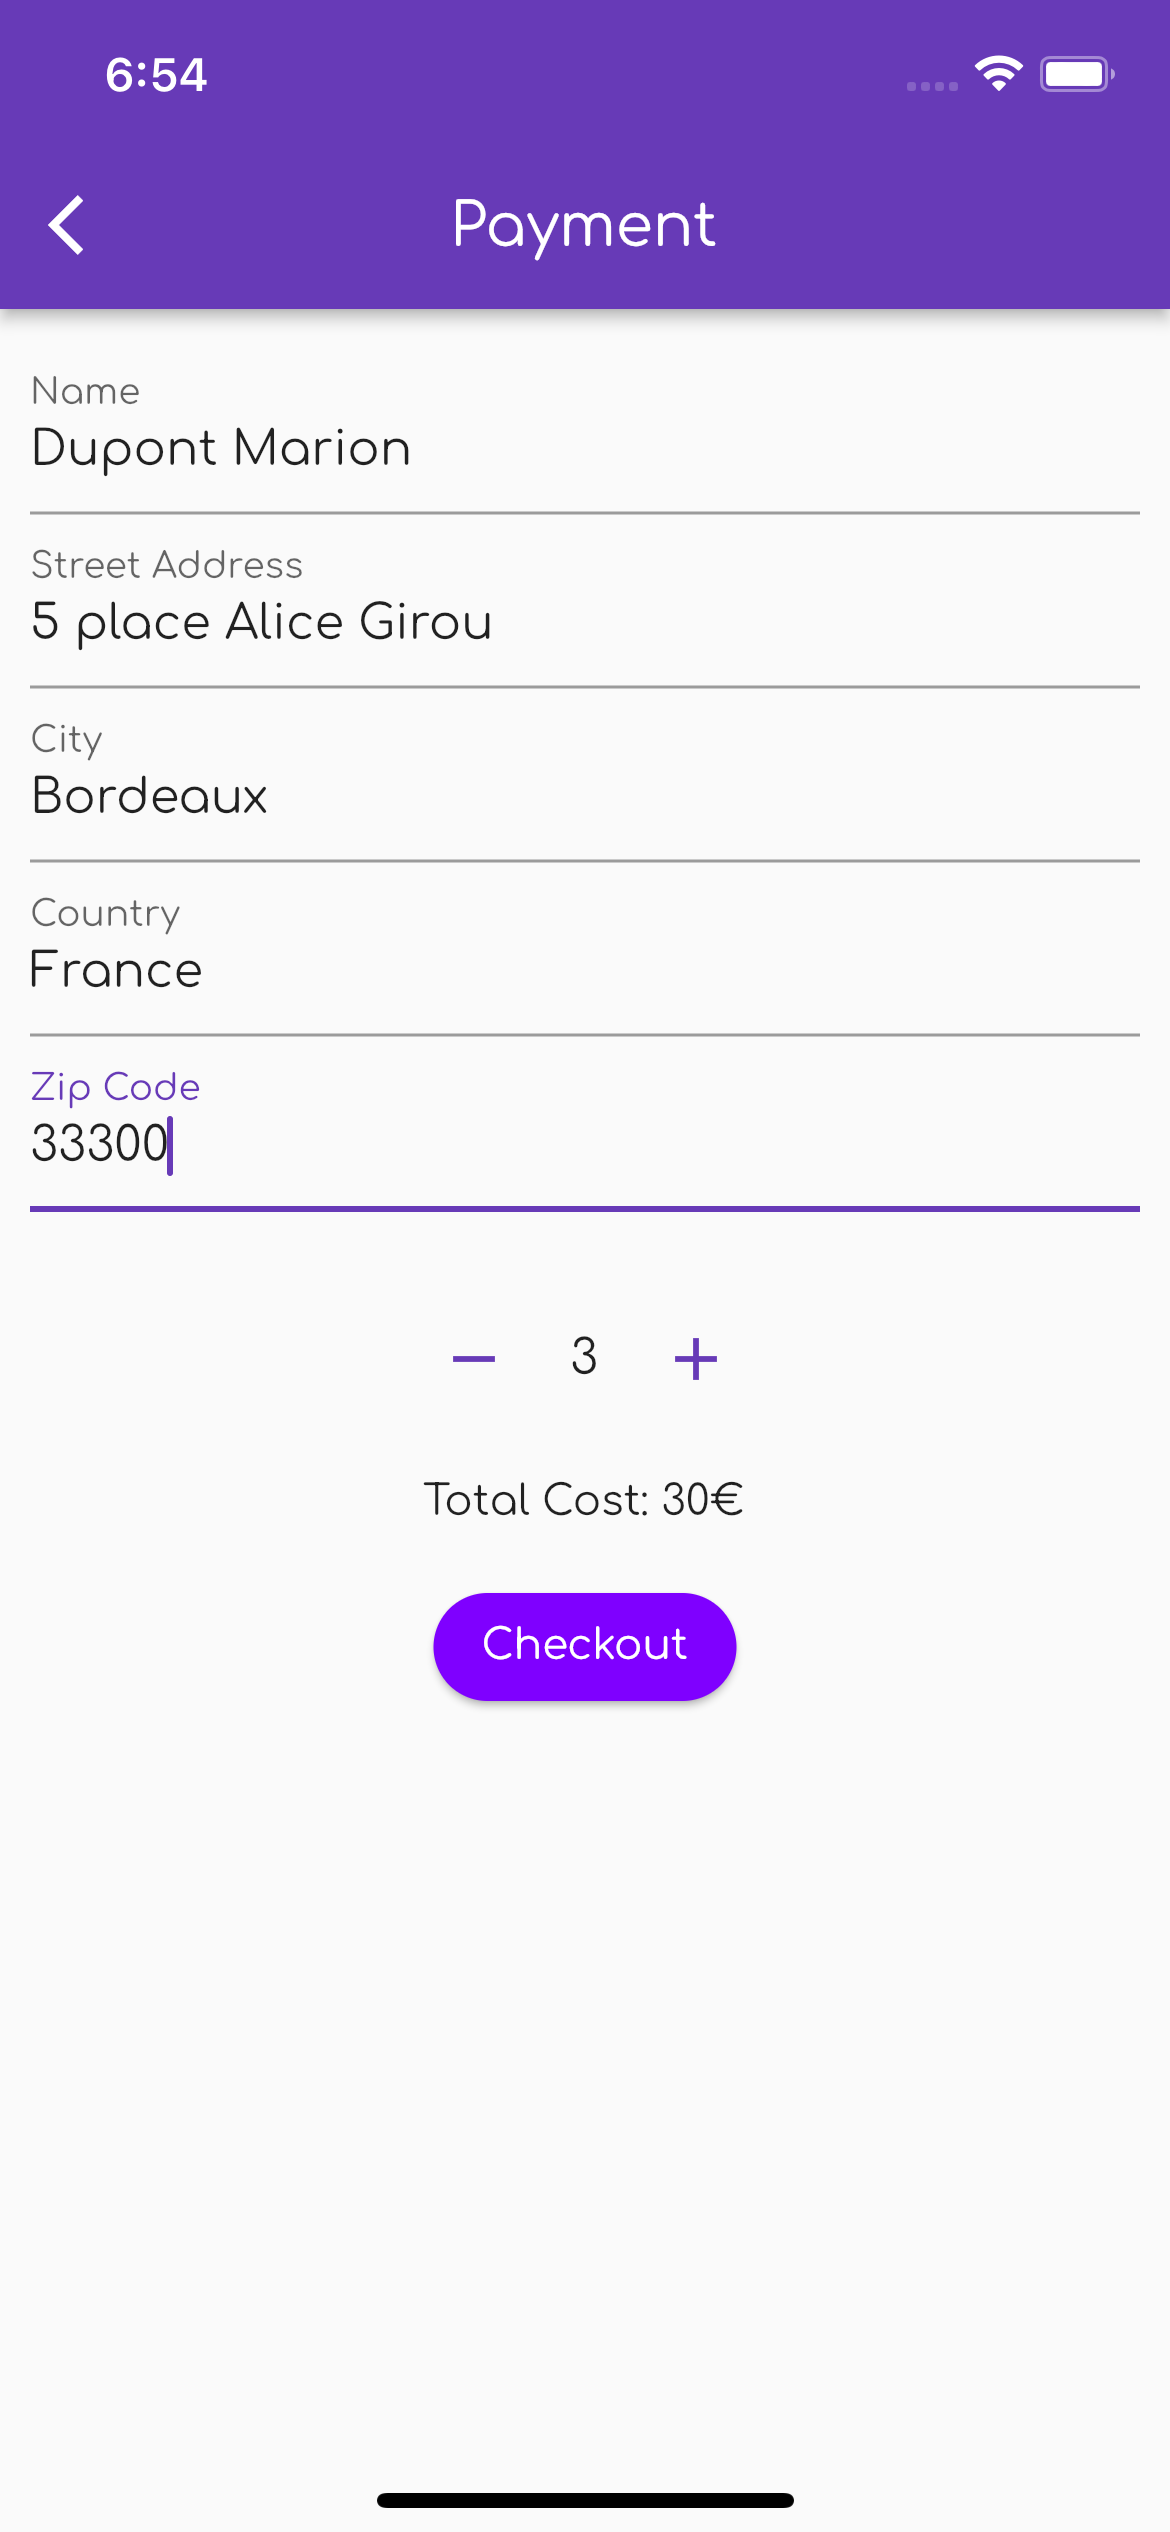 6:54
Payment
Name
Dupont Marion
Street Address
5 place Alice Girou
City
Bordeaux
Country
France
Zip Code
33300
3
Total Cost: 30€
Checkout